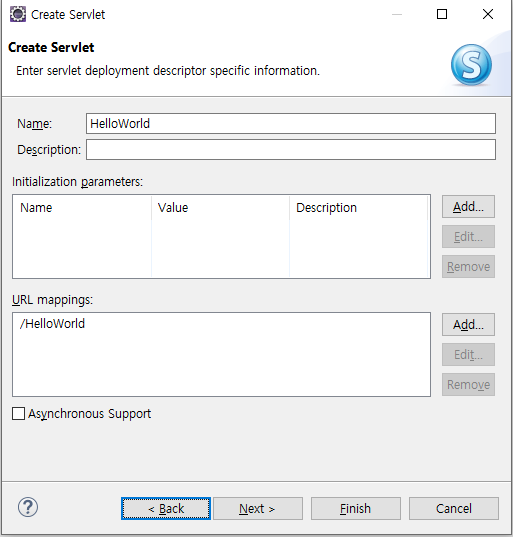 Create Servlet
Create Servlet
Enter servlet deployment descriptor specific information.
Name: HelloWorld
Description:
Initialization parameters:
Name Value Description
Add...
Edit...
Remove
URL mappings:
/HelloWorld
Add...
Edit...
Remove
Asynchronous Support
? < Back Next > Finish Cancel